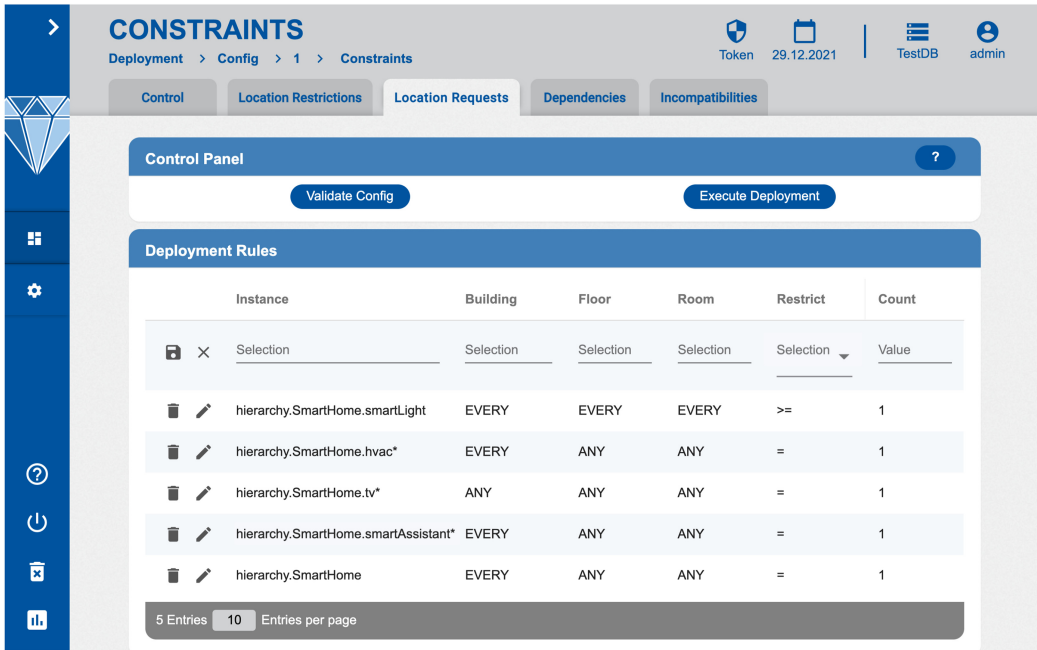 CONSTRAINTS
Deployment > Config > 1 > Constraints
Token 29.12.2021 TestDB admin
Control Location Restrictions Location Requests Dependencies Incompatibilities
Control Panel ?
Validate Config Execute Deployment
Deployment Rules
Instance Building Floor Room Restrict Count
Selection Selection Selection Selection Selection Value
hierarchy.SmartHome.smartLight EVERY EVERY EVERY >= 1
hierarchy.SmartHome.hvac* EVERY ANY ANY = 1
hierarchy.SmartHome.tv* ANY ANY ANY = 1
hierarchy.SmartHome.smartAssistant* EVERY ANY ANY = 1
hierarchy.SmartHome EVERY ANY ANY = 1
5 Entries 10 Entries per page